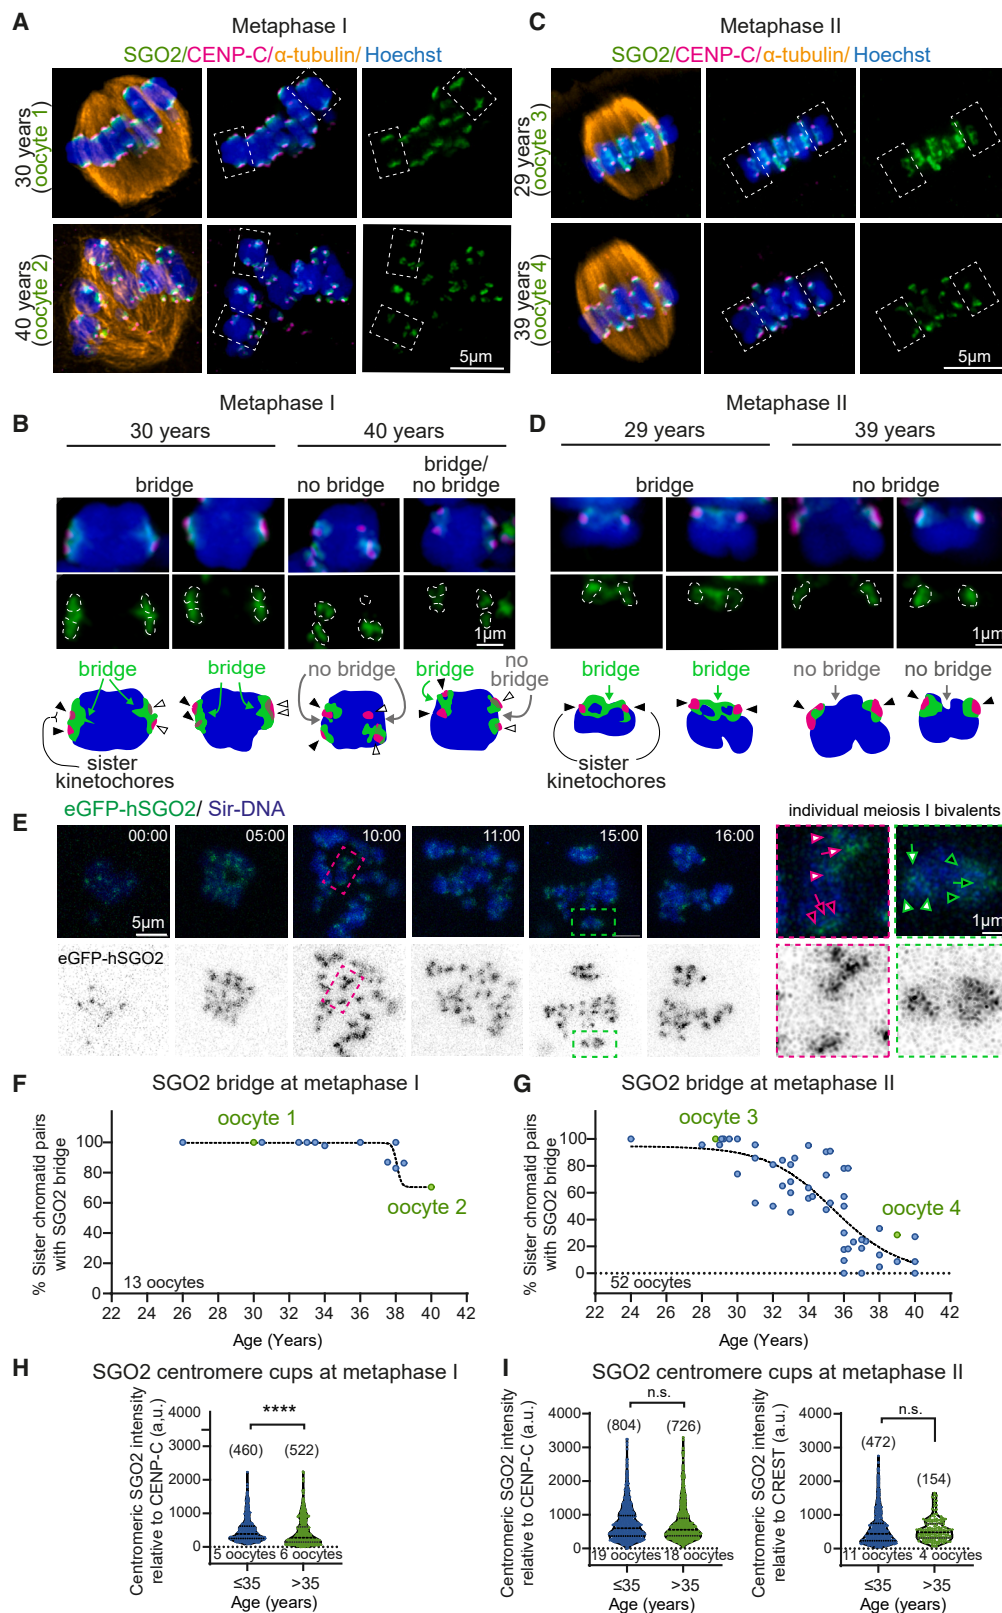 A
Metaphase I
SGO2/CENP-C/α-tubulin/ Hoechst
30 years
(oocyte 1)
40 years
(oocyte 2)
5μm
C
Metaphase II
SGO2/CENP-C/α-tubulin/ Hoechst
29 years
(oocyte 3)
39 years
(oocyte 4)
5μm
B
Metaphase I
30 years
40 years
bridge
no bridge
bridge/
no bridge
1μm
bridge
bridge
no bridge
bridge
no
bridge
sister
kinetochores
D
Metaphase II
29 years
39 years
bridge
no bridge
1μm
bridge
bridge
no bridge
no bridge
sister
kinetochores
E
eGFP-hSGO2/ Sir-DNA
individual meiosis I bivalents
00:00
05:00
10:00
11:00
15:00
16:00
5μm
1μm
eGFP-hSGO2
F
SGO2 bridge at metaphase I
% Sister chromatid pairs
with SGO2 bridge
100
80
60
40
20
0
oocyte 1
oocyte 2
13 oocytes
22 24 26 28 30 32 34 36 38 40 42
Age (Years)
G
SGO2 bridge at metaphase II
% Sister chromatid pairs
with SGO2 bridge
100
80
60
40
20
0
oocyte 3
oocyte 4
52 oocytes
22 24 26 28 30 32 34 36 38 40 42
Age (Years)
H
SGO2 centromere cups at metaphase I
Centromeric SGO2 intensity
relative to CENP-C (a,u.)
4000
3000
2000
1000
0
****
(460)
(522)
5 oocytes
6 oocytes
≤35
>35
Age (years)
I
SGO2 centromere cups at metaphase II
Centromeric SGO2 intensity
relative to CENP-C (a.u.)
4000
3000
2000
1000
0
n.s.
(804)
(726)
19 oocytes
18 oocytes
≤35
>35
Age (years)
Centromeric SGO2 intensity
relative to CREST (a.u.)
4000
3000
2000
1000
0
n.s.
(472)
(154)
11 oocytes
4 oocytes
≤35
>35
Age (years)